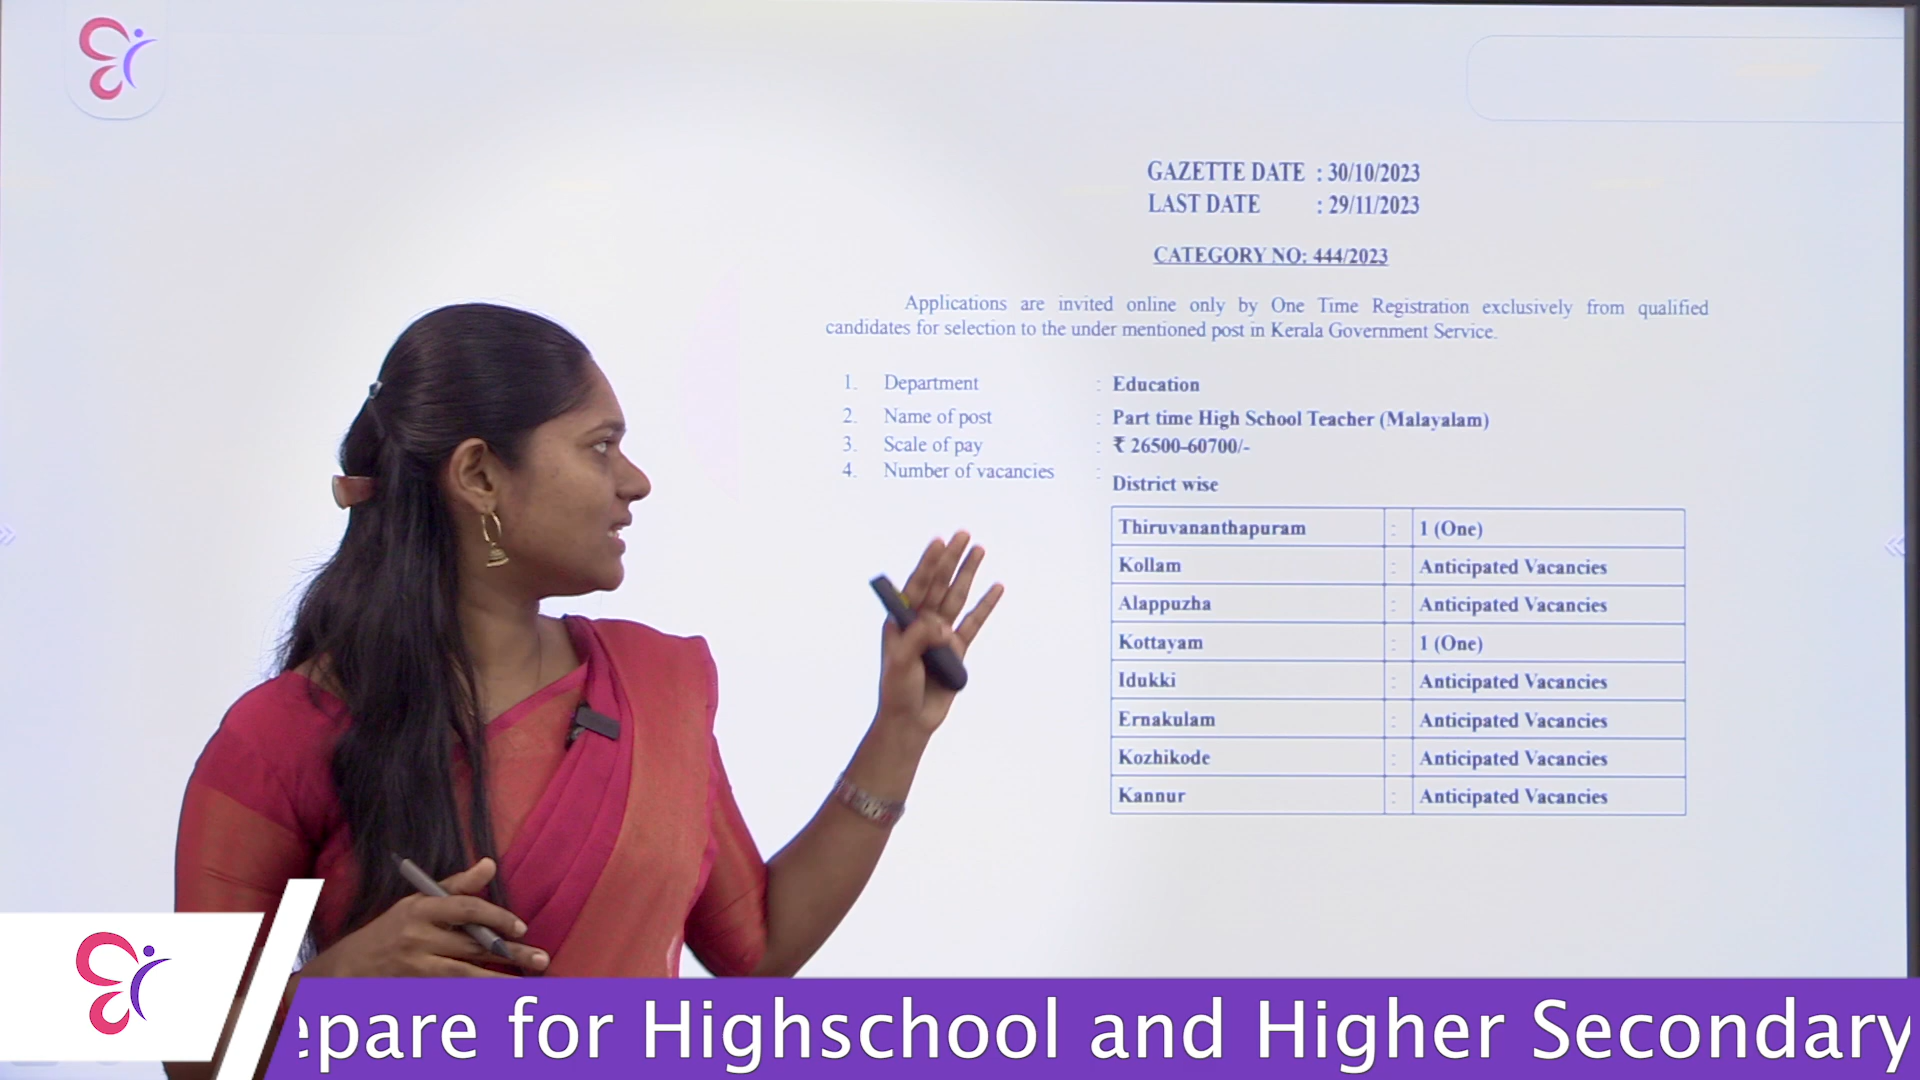 GAZETTE DATE : 30/10/2023
LAST DATE : 29/11/2023
CATEGORY NO: 444/2023
Applications are invited online only by One Time Registration exclusively from qualified
candidates for selection to the under mentioned post in Kerala Government Service.
1. Department : Education
2. Name of post : Part time High School Teacher (Malayalam)
3. Scale of pay : ₹ 26500-60700/-
4. Number of vacancies :
District wise
Thiruvananthapuram : 1 (One)
Kollam : Anticipated Vacancies
Alappuzha : Anticipated Vacancies
Kottayam : 1 (One)
Idukki : Anticipated Vacancies
Ernakulam : Anticipated Vacancies
Kozhikode : Anticipated Vacancies
Kannur : Anticipated Vacancies
epare for Highschool and Higher Secondary